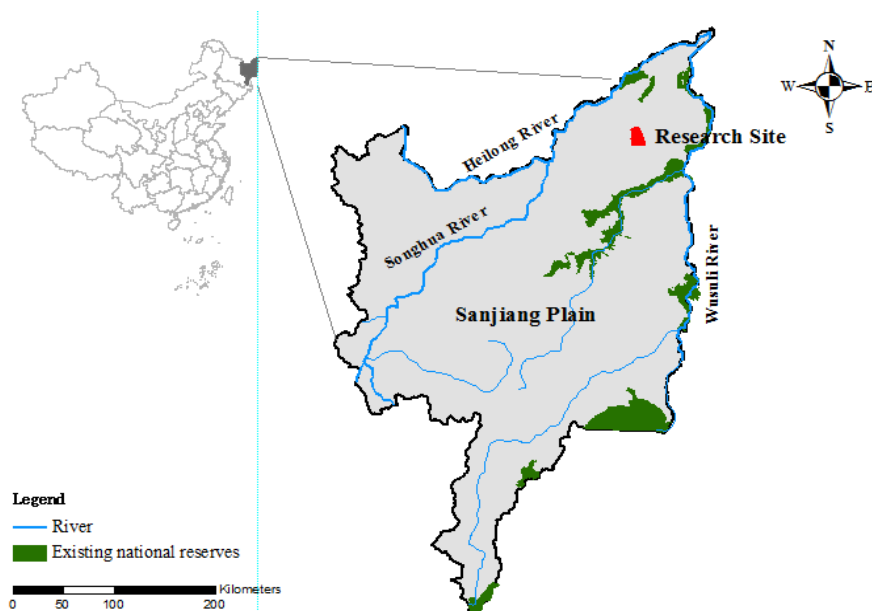 N
W E
S
Heilong River
Research Site
Songhua River
Wusuli River
Sanjiang Plain
Legend
River
Existing national reserves
Kilometers
0 50 100 200